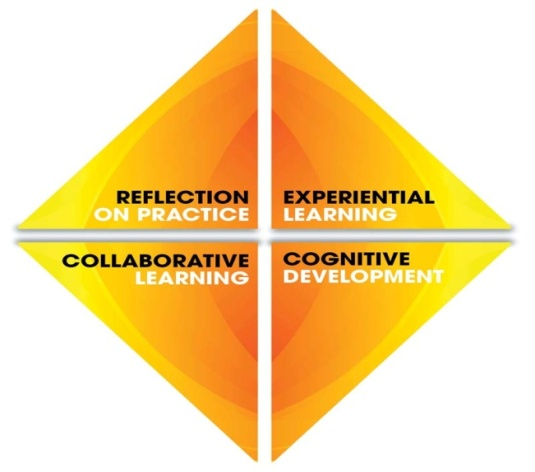 REFLECTION
ON PRACTICE
EXPERIENTIAL
LEARNING
COLLABORATIVE
LEARNING
COGNITIVE
DEVELOPMENT